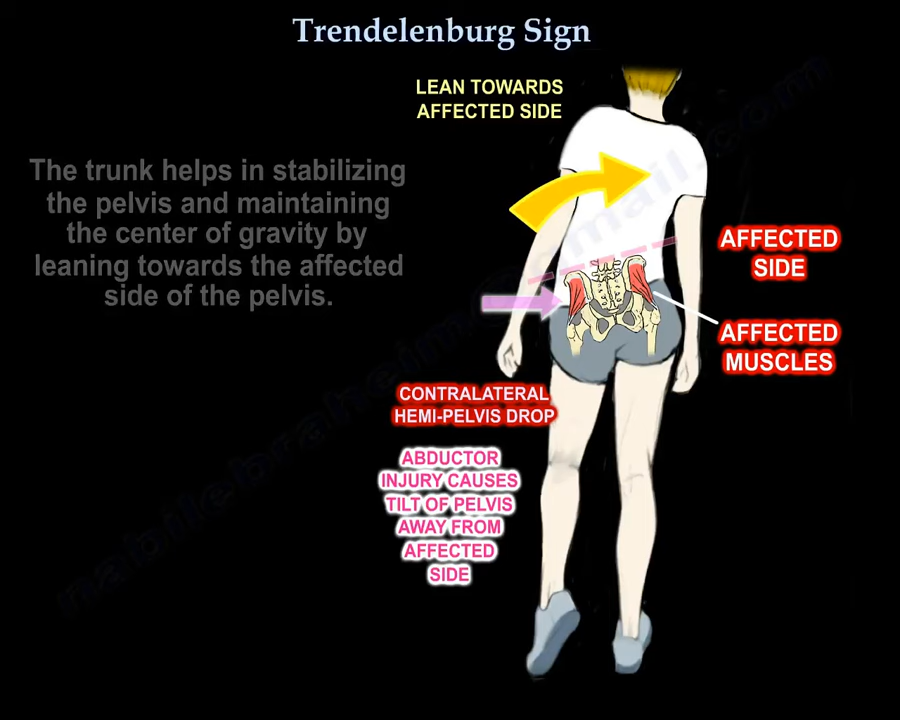 Trendelenburg Sign
LEAN TOWARDS
AFFECTED SIDE
The trunk helps in stabilizing
the pelvis and maintaining
the center of gravity by
leaning towards the affected
side of the pelvis.
AFFECTED
SIDE
AFFECTED
MUSCLES
CONTRALATERAL
HEMI-PELVIS DROP
ABDUCTOR
INJURY CAUSES
TILT OF PELVIS
AWAY FROM
AFFECTED
SIDE